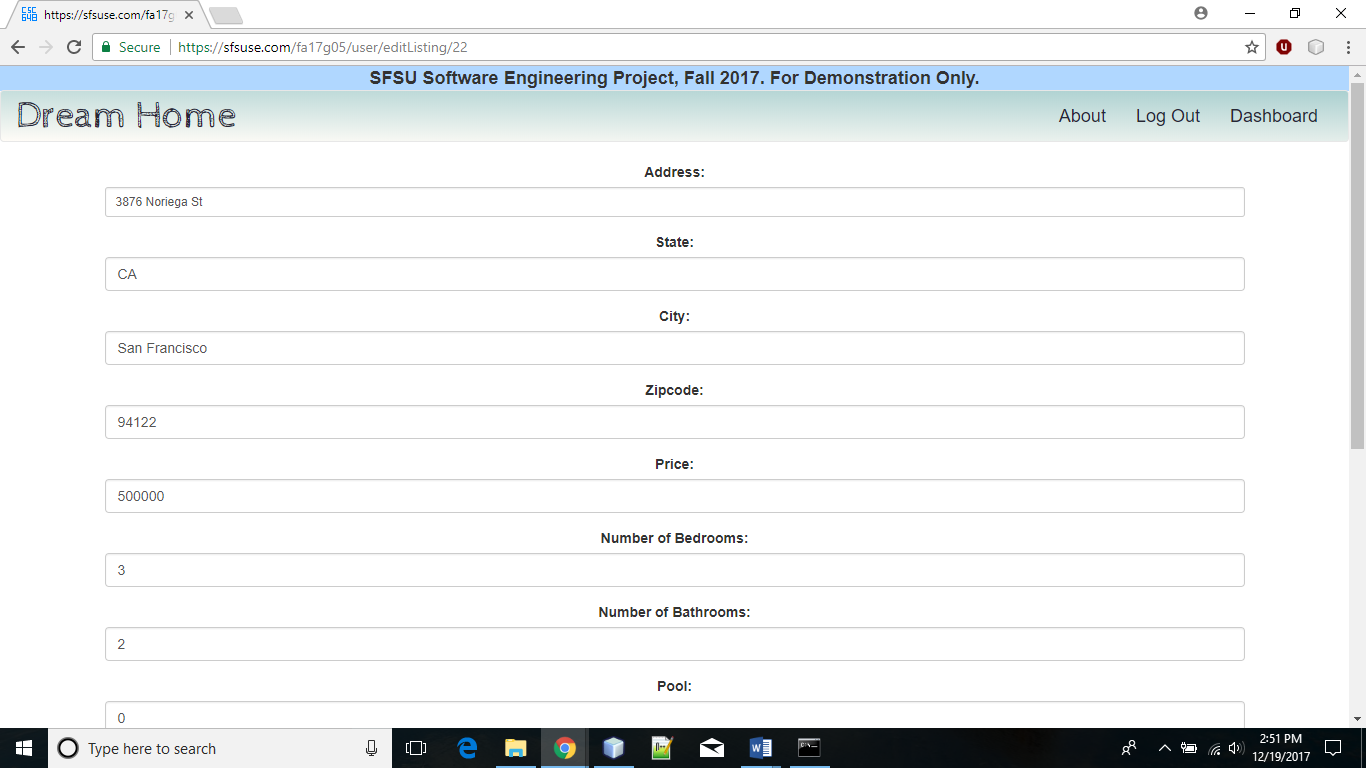 https://sfsuse.com/fa17g
Secure https://sfsuse.com/fa17g05/user/editListing/22
SFSU Software Engineering Project, Fall 2017. For Demonstration Only.
Dream Home About Log Out Dashboard
Address:
3876 Noriega St
State:
CA
City:
San Francisco
Zipcode:
94122
Price:
500000
Number of Bedrooms:
3
Number of Bathrooms:
2
Pool:
0
Type here to search
2:51 PM
12/19/2017